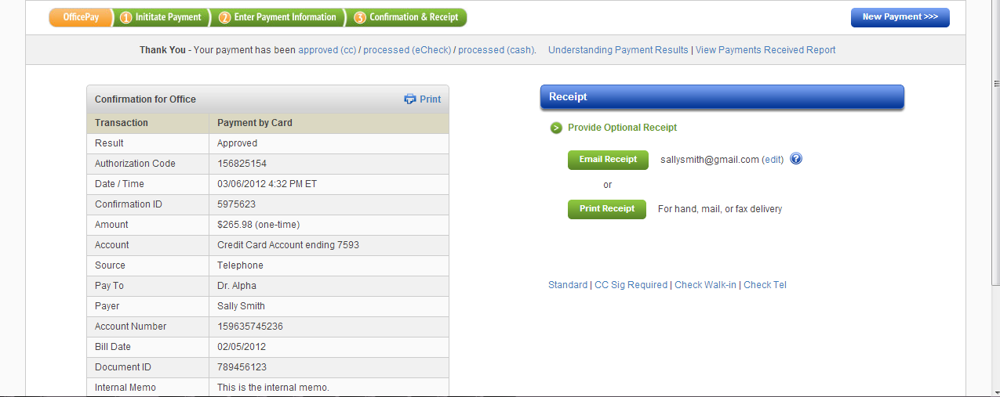 OfficePay 1 Inititate Payment 2 Enter Payment Information 3 Confirmation & Receipt New Payment >>>
Thank You - Your payment has been approved (cc) / processed (eCheck) / processed (cash). Understanding Payment Results | View Payments Received Report
Confirmation for Office Print
Transaction Payment by Card
Result Approved
Authorization Code 156825154
Date / Time 03/06/2012 4:32 PM ET
Confirmation ID 5975623
Amount $265.98 (one-time)
Account Credit Card Account ending 7593
Source Telephone
Pay To Dr. Alpha
Payer Sally Smith
Account Number 159635745236
Bill Date 02/05/2012
Document ID 789456123
Internal Memo This is the internal memo.
Receipt
> Provide Optional Receipt
Email Receipt sallysmith@gmail.com (edit) ?
or
Print Receipt For hand, mail, or fax delivery
Standard | CC Sig Required | Check Walk-in | Check Tel